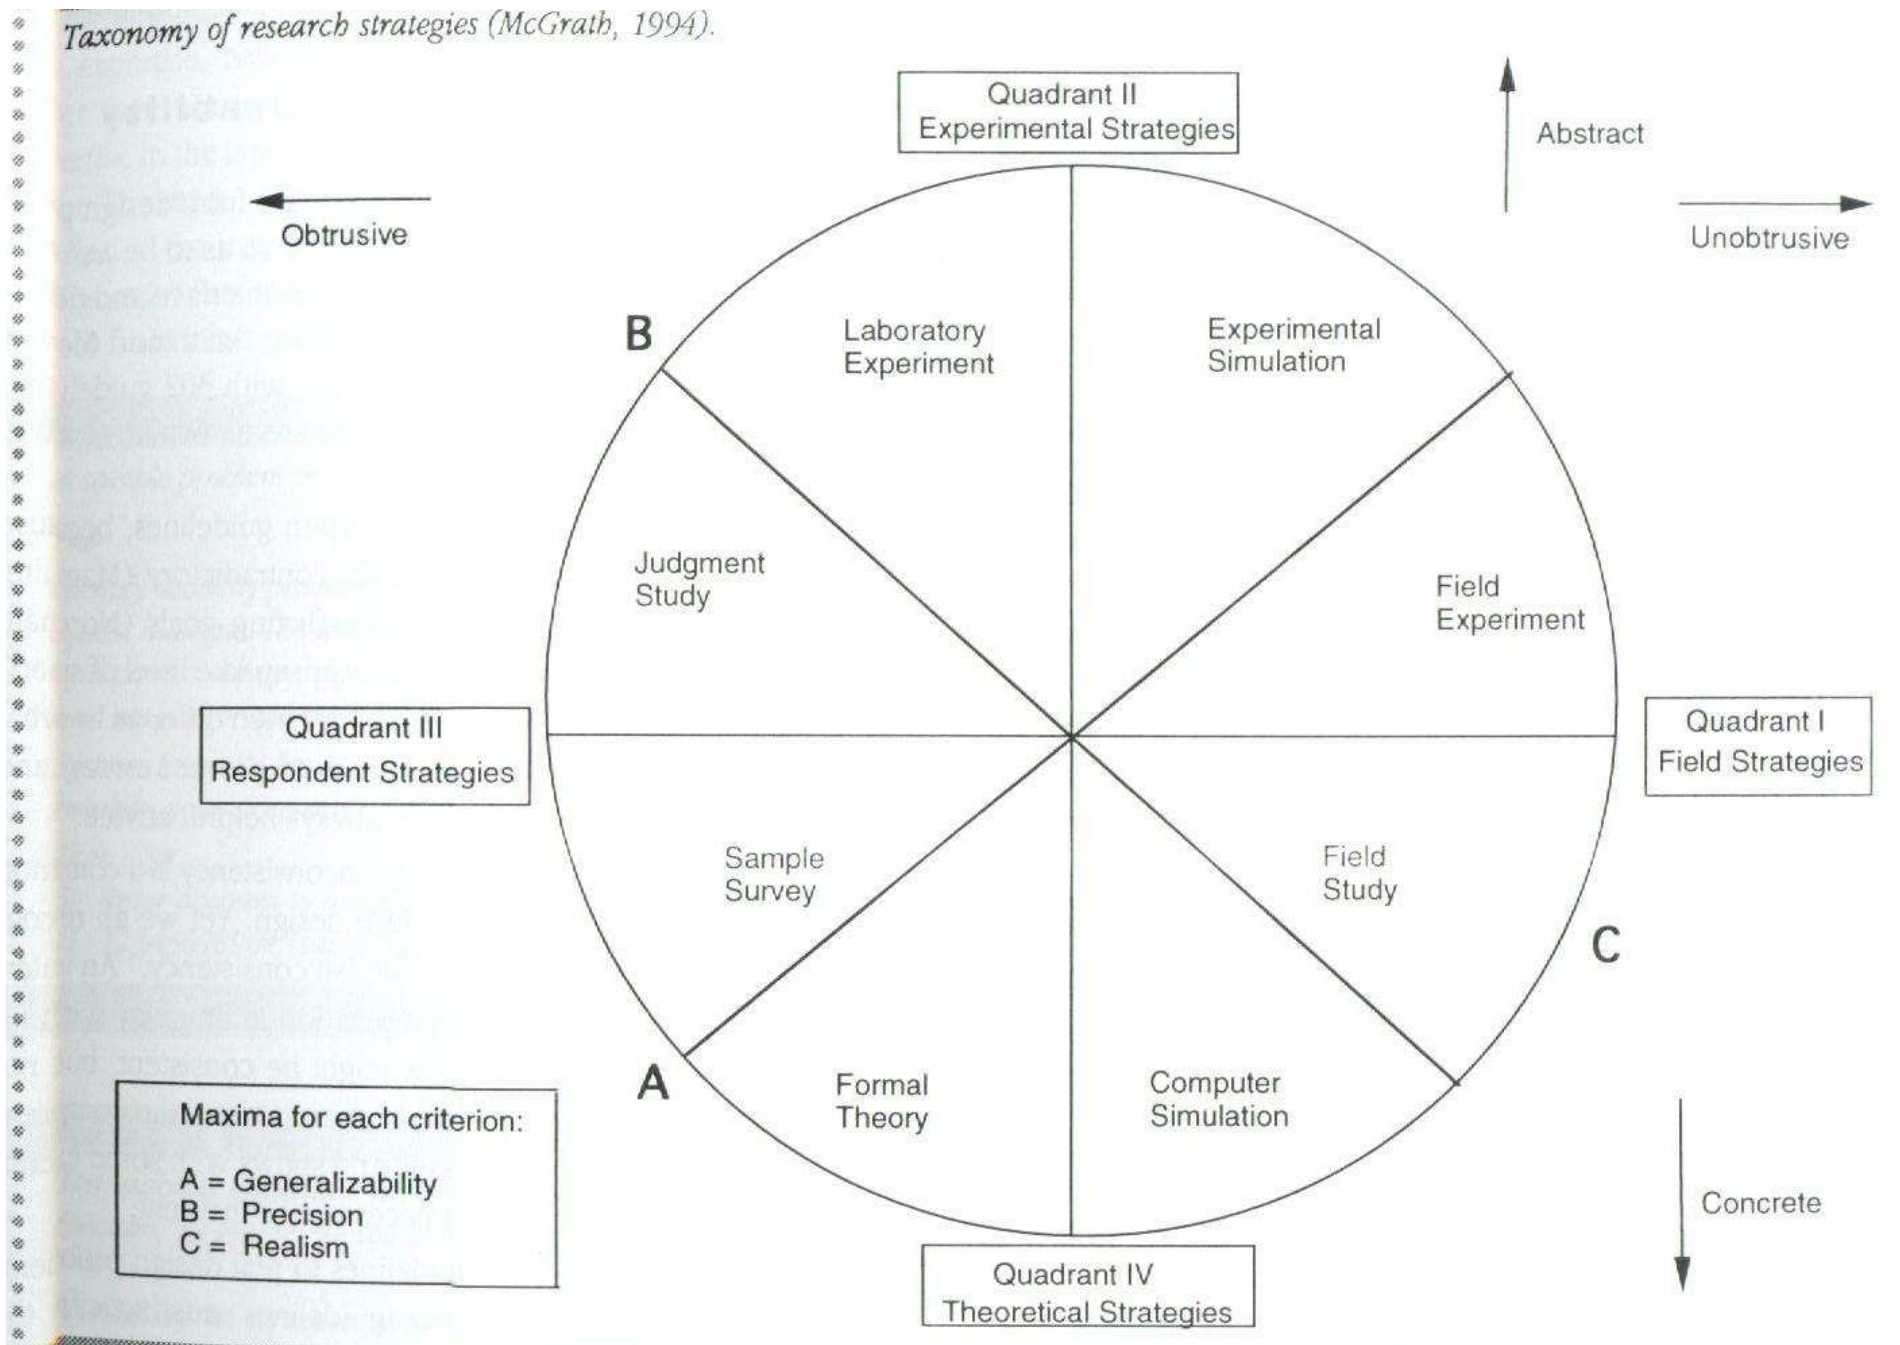 Taxonomy of research strategies (McGrath, 1994).
Quadrant II
Experimental Strategies
Abstract
Obtrusive
Unobtrusive
B
Laboratory
Experiment
Experimental
Simulation
Judgment
Study
Field
Experiment
Quadrant III
Respondent Strategies
Quadrant I
Field Strategies
Sample
Survey
Field
Study
C
A
Formal
Theory
Computer
Simulation
Maxima for each criterion:
A = Generalizability
B = Precision
C = Realism
Concrete
Quadrant IV
Theoretical Strategies